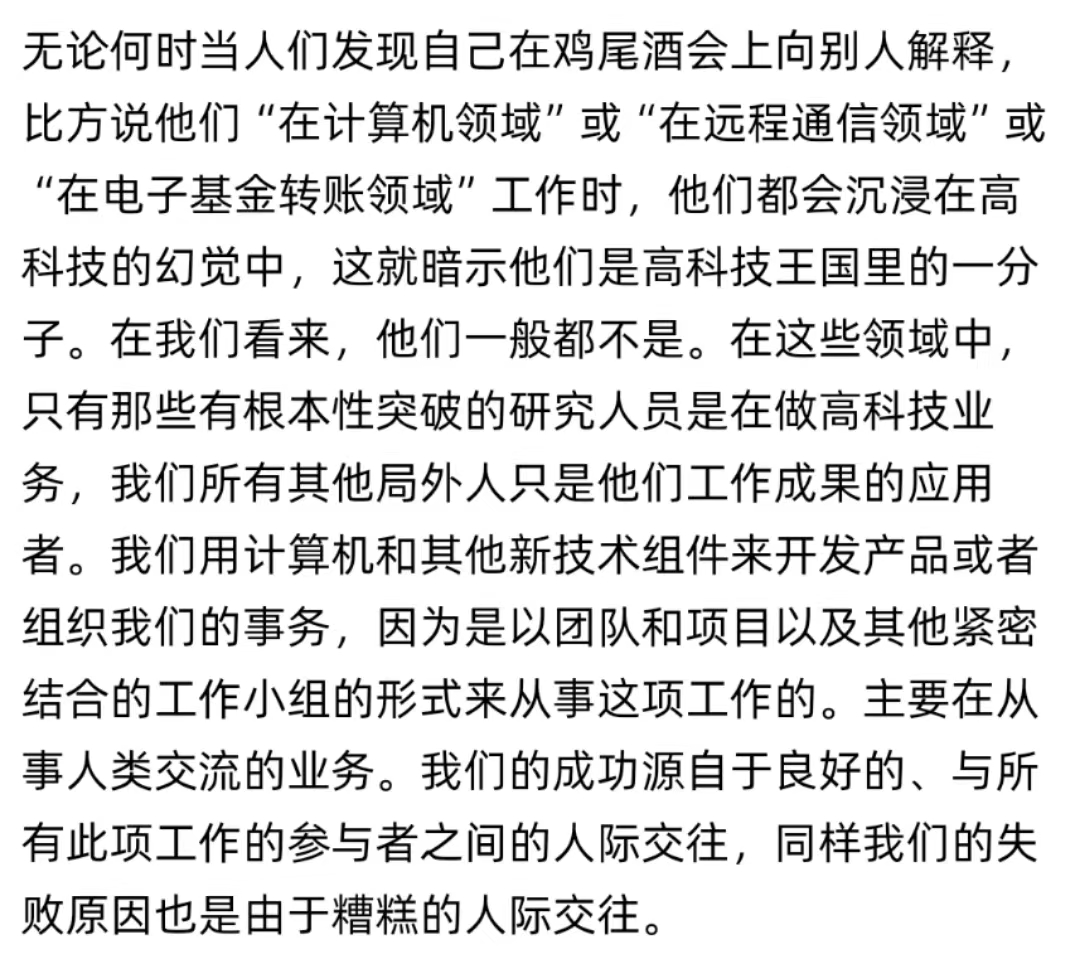 无论何时当人们发现自己在鸡尾酒会上向别人解释，
比方说他们“在计算机领域”或“在远程通信领域”或
“在电子基金转账领域”工作时，他们都会沉浸在高
科技的幻觉中，这就暗示他们是高科技王国里的一分
子。在我们看来，他们一般都不是。在这些领域中，
只有那些有根本性突破的研究人员是在做高科技业
务，我们所有其他局外人只是他们工作成果的应用
者。我们用计算机和其他新技术组件来开发产品或者
组织我们的事务，因为是以团队和项目以及其他紧密
结合的工作小组的形式来从事这项工作的。主要在从
事人类交流的业务。我们的成功源自于良好的、与所
有此项工作的参与者之间的人际交往，同样我们的失
败原因也是由于糟糕的人际交往。